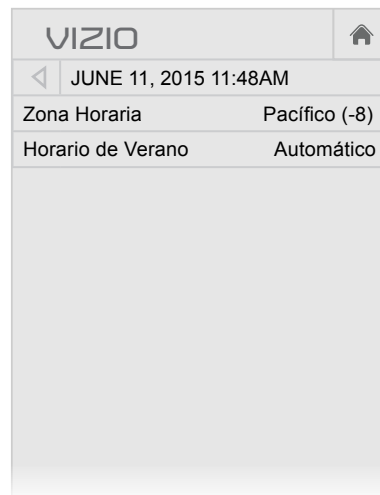 VIZIO
JUNE 11, 2015 11:48AM
Zona Horaria Pacífico (-8)
Horario de Verano Automático